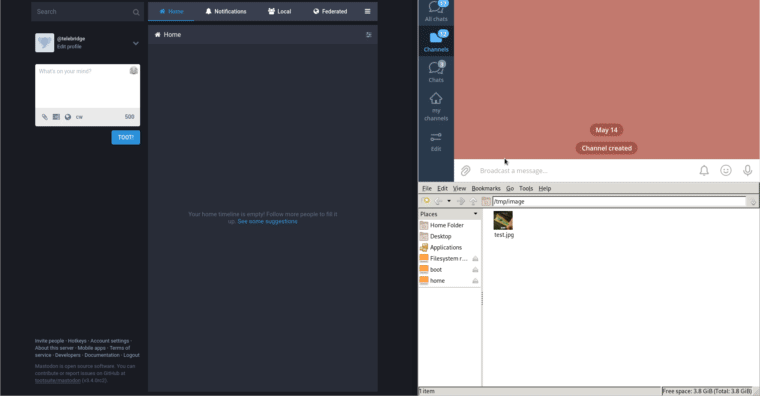 Search
@telebridge
Edit profile
What's on your mind?
CW
500
TOOT!
Invite people · Hotkeys · Account settings ·
About this server · Mobile apps · Terms of
service · Developers · Documentation · Logout
Mastodon is open source software. You can
contribute or report issues on GitHub at
Home
Notifications
Local
Federated
Home
Your home timeline is empty! Follow more people to fill it
up. See some suggestions
All chats
12
Channels
3
Chats
my
channels
Edit
May 14
Channel created
Broadcast a message...
File Edit View Bookmarks Go Tools Help
/tmp/image
Places
Home Folder
Desktop
Applications
Filesystem r...
boot
home
test.jpg
1 item
Free space: 3.8 GiB (Total: 3.8 GiB)